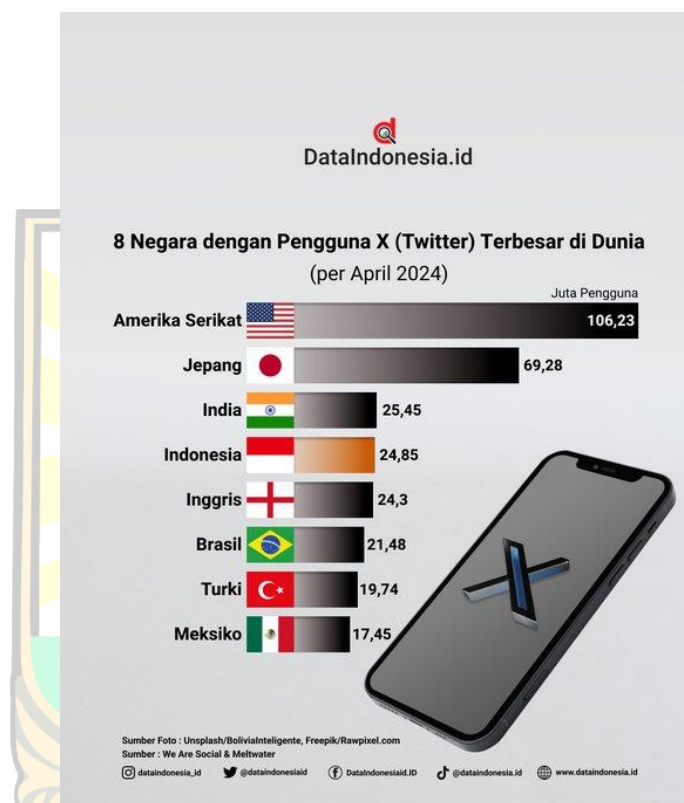 DataIndonesia.id
8 Negara dengan Pengguna X (Twitter) Terbesar di Dunia
(per April 2024)
Juta Pengguna
Amerika Serikat 106,23
Jepang 69,28
India 25,45
Indonesia 24,85
Inggris 24,3
Brasil 21,48
Turki 19,74
Meksiko 17,45
Sumber Foto : Unsplash/BoliviaInteligente, Freepik/Rawpixel.com
Sumber : We Are Social & Meltwater
dataindonesia_id @dataindonesiaid DataIndonesiaid.ID @dataindonesia.id www.dataindonesia.id